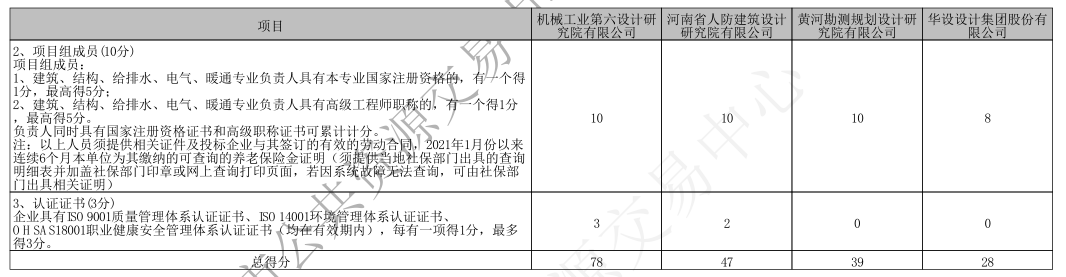 项目
机械工业第六设计研究院有限公司
河南省人防建筑设计研究院有限公司
黄河勘测规划设计研究院有限公司
华设设计集团股份有限公司
2、项目组成员(10分)
项目组成员：
1、建筑、结构、给排水、电气、暖通专业负责人具有本专业国家注册资格的，有一个得
1分，最高得5分；
2、建筑、结构、给排水、电气、暖通专业负责人具有高级工程师职称的，有一个得1分
，最高得5分。
负责人同时具有国家注册资格证书和高级职称证书可累计计分。
注：以上人员须提供相关证件及投标企业与其签订的有效的劳动合同，2021年1月份以来
连续6个月本单位为其缴纳的可查询的养老保险金证明（须提供当地社保部门出具的查询
明细表并加盖社保部门印章或网上查询打印页面，若因系统故障无法查询，可由社保部
门出具相关证明）
10 10 10 8
3、认证证书(3分)
企业具有ISO 9001质量管理体系认证证书、ISO 14001环境管理体系认证证书、
OHSAS18001职业健康安全管理体系认证证书（均在有效期内），每有一项得1分，最多
得3分。
3 2 0 0
总得分 78 47 39 28
公共资源交易中心
交易中心